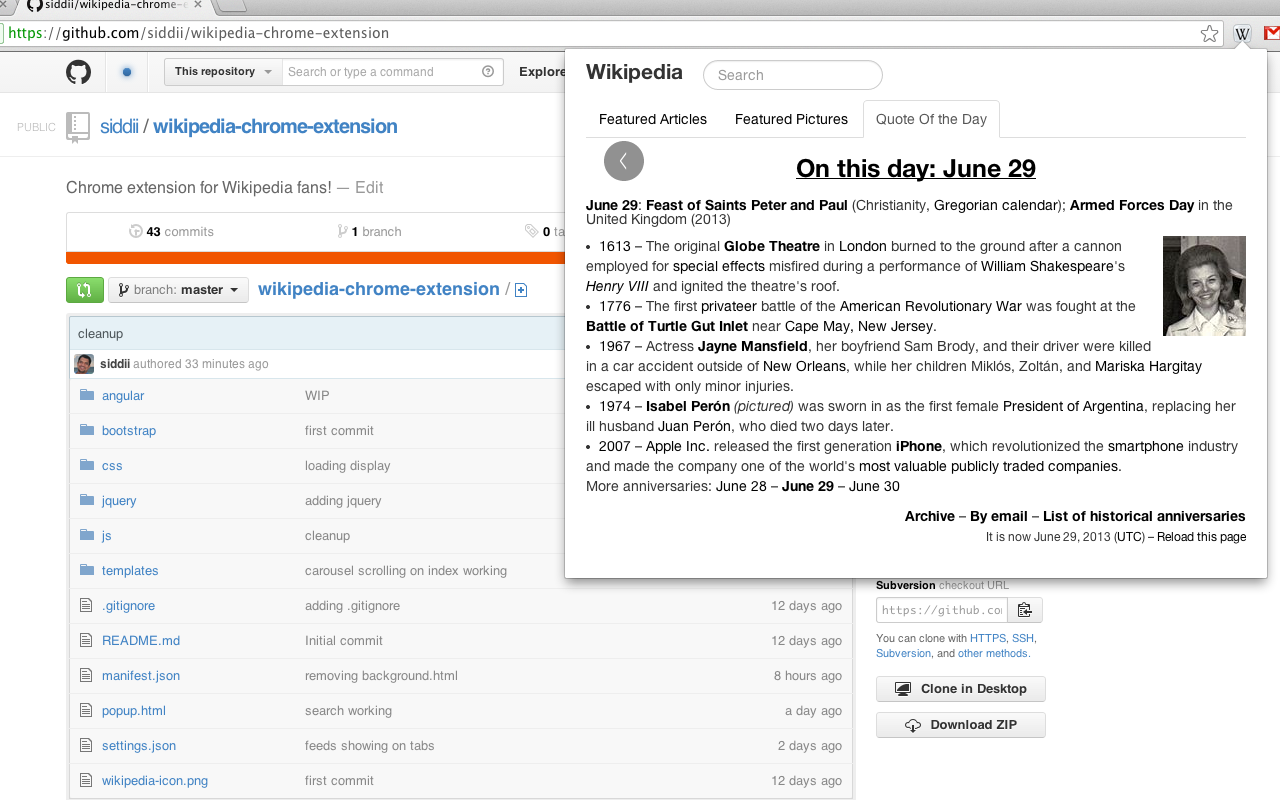 siddii/wikipedia-chrome-
https://github.com/siddii/wikipedia-chrome-extension
W
This repository
Search or type a command
Explore
PUBLIC
siddii / wikipedia-chrome-extension
Chrome extension for Wikipedia fans! — Edit
43 commits
1 branch
0 ta
branch: master
wikipedia-chrome-extension /
cleanup
siddii authored 33 minutes ago
angular WIP
bootstrap first commit
css loading display
jquery adding jquery
js cleanup
templates carousel scrolling on index working
.gitignore adding .gitignore 12 days ago
README.md Initial commit 12 days ago
manifest.json removing background.html 8 hours ago
popup.html search working a day ago
settings.json feeds showing on tabs 2 days ago
wikipedia-icon.png first commit 12 days ago
Wikipedia
Search
Featured Articles
Featured Pictures
Quote Of the Day
On this day: June 29
June 29: Feast of Saints Peter and Paul (Christianity, Gregorian calendar); Armed Forces Day in the
United Kingdom (2013)
• 1613 – The original Globe Theatre in London burned to the ground after a cannon
employed for special effects misfired during a performance of William Shakespeare's
Henry VIII and ignited the theatre's roof.
• 1776 – The first privateer battle of the American Revolutionary War was fought at the
Battle of Turtle Gut Inlet near Cape May, New Jersey.
• 1967 – Actress Jayne Mansfield, her boyfriend Sam Brody, and their driver were killed
in a car accident outside of New Orleans, while her children Miklós, Zoltán, and Mariska Hargitay
escaped with only minor injuries.
• 1974 – Isabel Perón (pictured) was sworn in as the first female President of Argentina, replacing her
ill husband Juan Perón, who died two days later.
• 2007 – Apple Inc. released the first generation iPhone, which revolutionized the smartphone industry
and made the company one of the world's most valuable publicly traded companies.
More anniversaries: June 28 – June 29 – June 30
Archive – By email – List of historical anniversaries
It is now June 29, 2013 (UTC) – Reload this page
Subversion checkout URL
https://github.co
You can clone with HTTPS, SSH,
Subversion, and other methods.
Clone in Desktop
Download ZIP